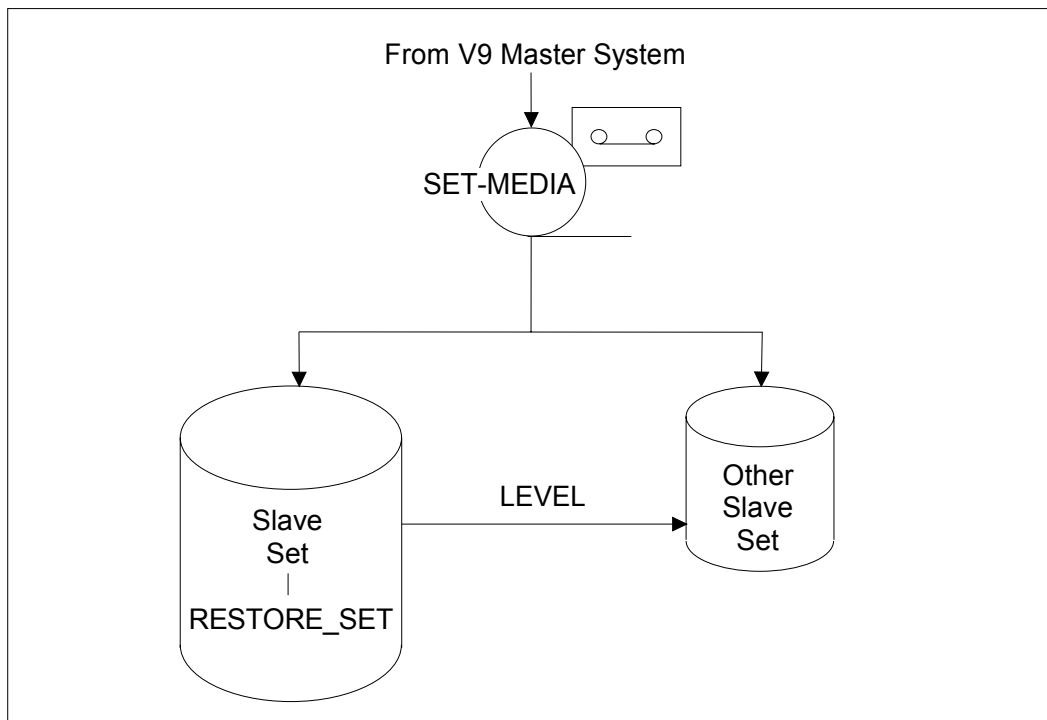 From V9 Master System
SET-MEDIA
LEVEL
Slave
Set
RESTORE_SET
Other
Slave
Set